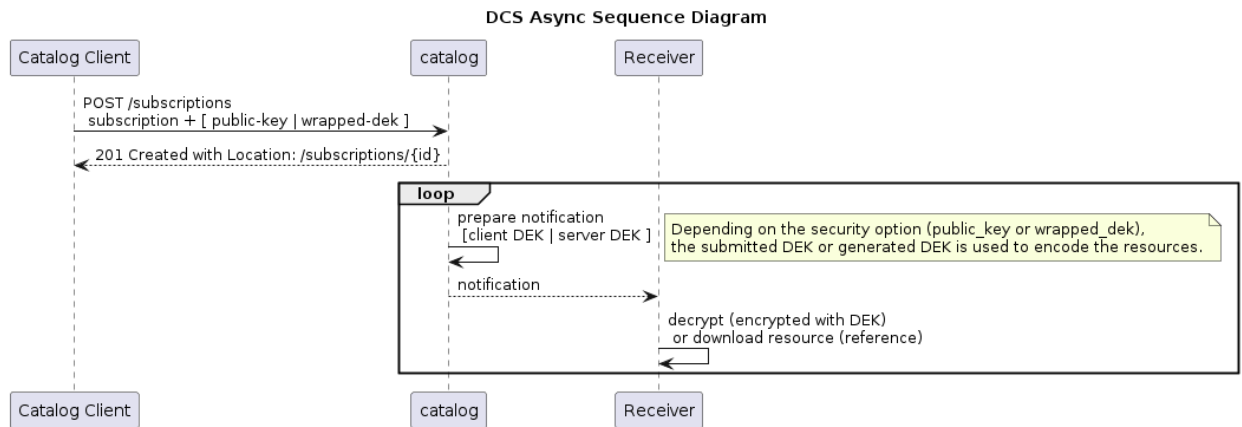 DCS Async Sequence Diagram
Catalog Client
catalog
Receiver
POST /subscriptions
subscription + [ public-key | wrapped-dek ]
201 Created with Location: /subscriptions/{id}
loop
prepare notification
[client DEK | server DEK ]
Depending on the security option (public_key or wrapped_dek),
the submitted DEK or generated DEK is used to encode the resources.
notification
decrypt (encrypted with DEK)
or download resource (reference)
Catalog Client
catalog
Receiver